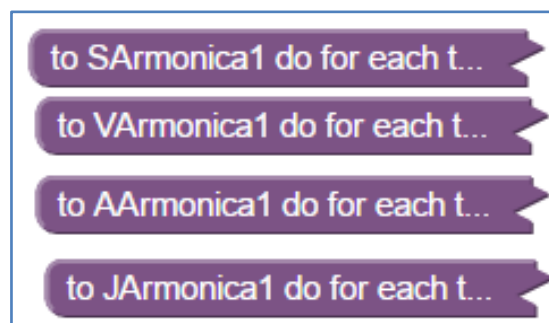 to SArmonica1 do for each t...
to VArmonica1 do for each t...
to AArmonica1 do for each t...
to JArmonica1 do for each t...